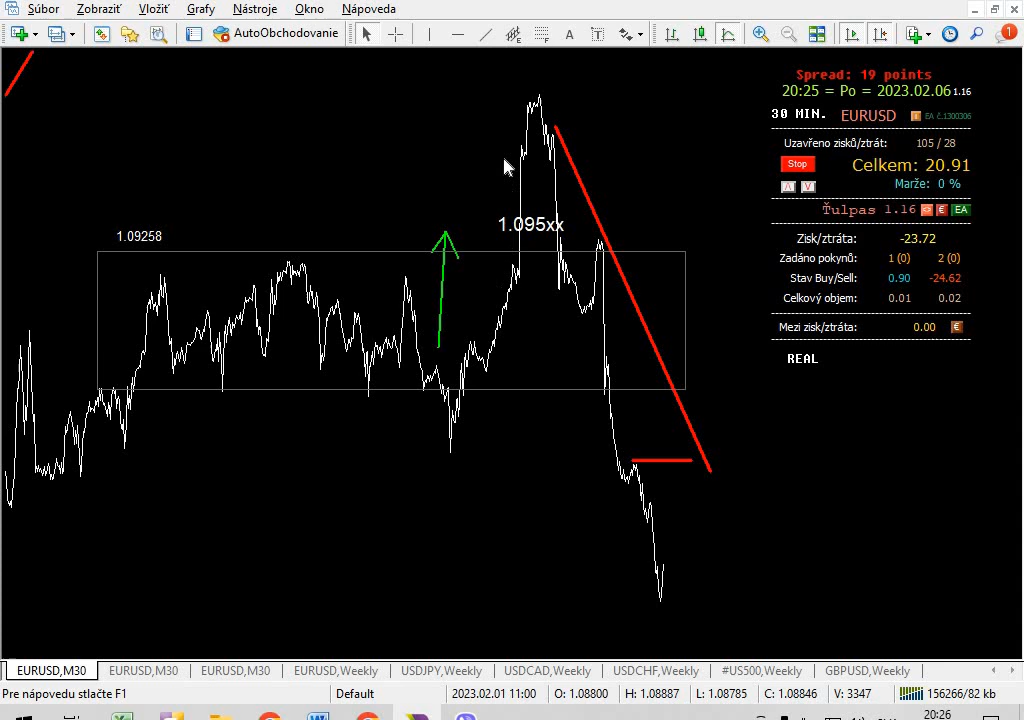 Súbor Zobraziť Vložiť Grafy Nástroje Okno Nápoveda
AutoObchodovanie A T 1
Spread: 19 points
20:25 = Po = 2023.02.06 1.16
30 MIN. EURUSD EA č.1300306
Uzavřeno zisků/ztrát: 105 / 28
Stop Celkem: 20.91
Λ V Marže: 0 %
Ťulpas 1.16 <> € EA
Zisk/ztráta: -23.72
Zadáno pokynů: 1 (0) 2 (0)
Stav Buy/Sell: 0.90 -24.62
Celkový objem: 0.01 0.02
Mezi zisk/ztráta: 0.00 €
REAL
1.09258
1.095xx
EURUSD,M30 EURUSD,M30 EURUSD,M30 EURUSD,Weekly USDJPY,Weekly USDCAD,Weekly USDCHF,Weekly #US500,Weekly GBPUSD,Weekly
Pre nápovedu stlačte F1 Default 2023.02.01 11:00 O: 1.08800 H: 1.08887 L: 1.08785 C: 1.08846 V: 3347 156266/82 kb
20:26